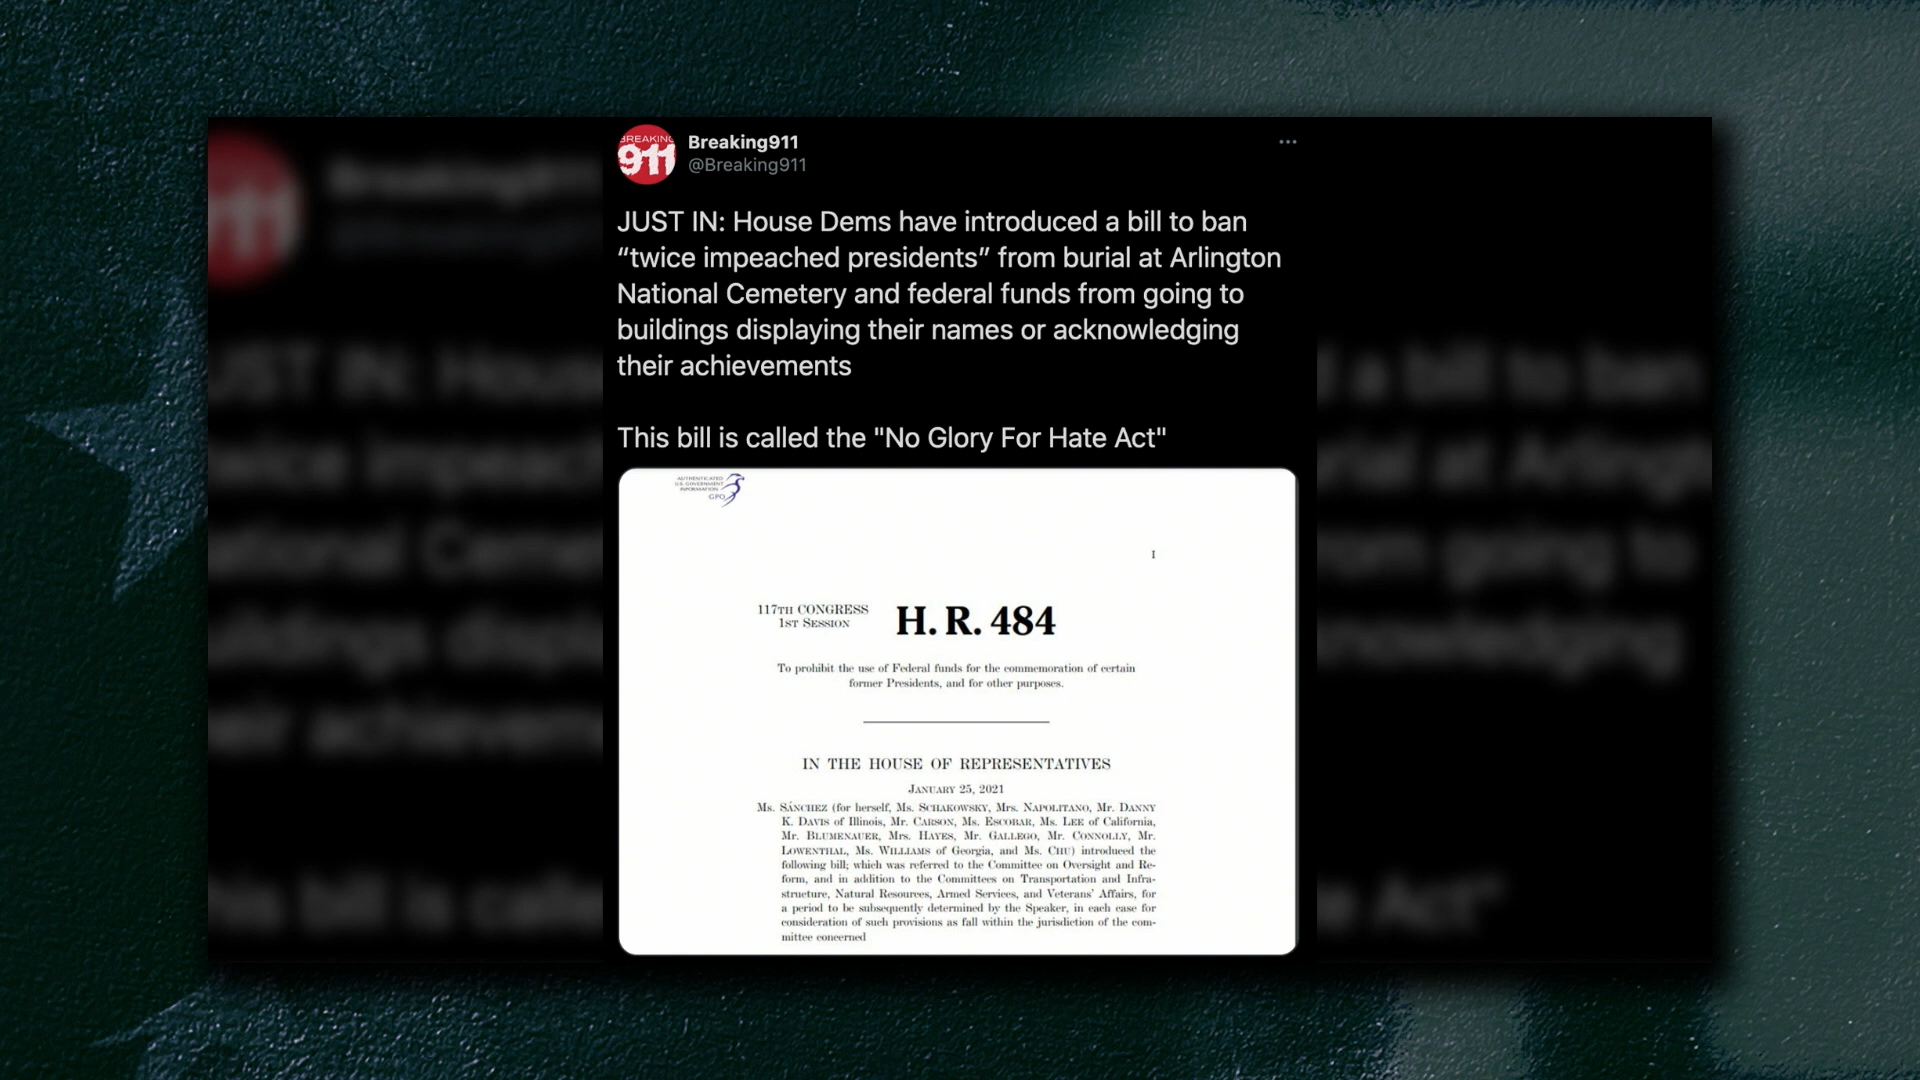 BREAKING
911
Breaking911
@Breaking911
JUST IN: House Dems have introduced a bill to ban
“twice impeached presidents” from burial at Arlington
National Cemetery and federal funds from going to
buildings displaying their names or acknowledging
their achievements
This bill is called the "No Glory For Hate Act"
AUTHENTICATED
U.S. GOVERNMENT
INFORMATION
GPO
I
117TH CONGRESS
1ST SESSION
H. R. 484
To prohibit the use of Federal funds for the commemoration of certain
former Presidents, and for other purposes.
IN THE HOUSE OF REPRESENTATIVES
JANUARY 25, 2021
Ms. SÁNCHEZ (for herself, Ms. SCHAKOWSKY, Mrs. NAPOLITANO, Mr. DANNY
K. DAVIS of Illinois, Mr. CARSON, Ms. ESCOBAR, Ms. LEE of California,
Mr. BLUMENAUER, Mrs. HAYES, Mr. GALLEGO, Mr. CONNOLLY, Mr.
LOWENTHAL, Ms. WILLIAMS of Georgia, and Ms. CHU) introduced the
following bill; which was referred to the Committee on Oversight and Re-
form, and in addition to the Committees on Transportation and Infra-
structure, Natural Resources, Armed Services, and Veterans' Affairs, for
a period to be subsequently determined by the Speaker, in each case for
consideration of such provisions as fall within the jurisdiction of the com-
mittee concerned